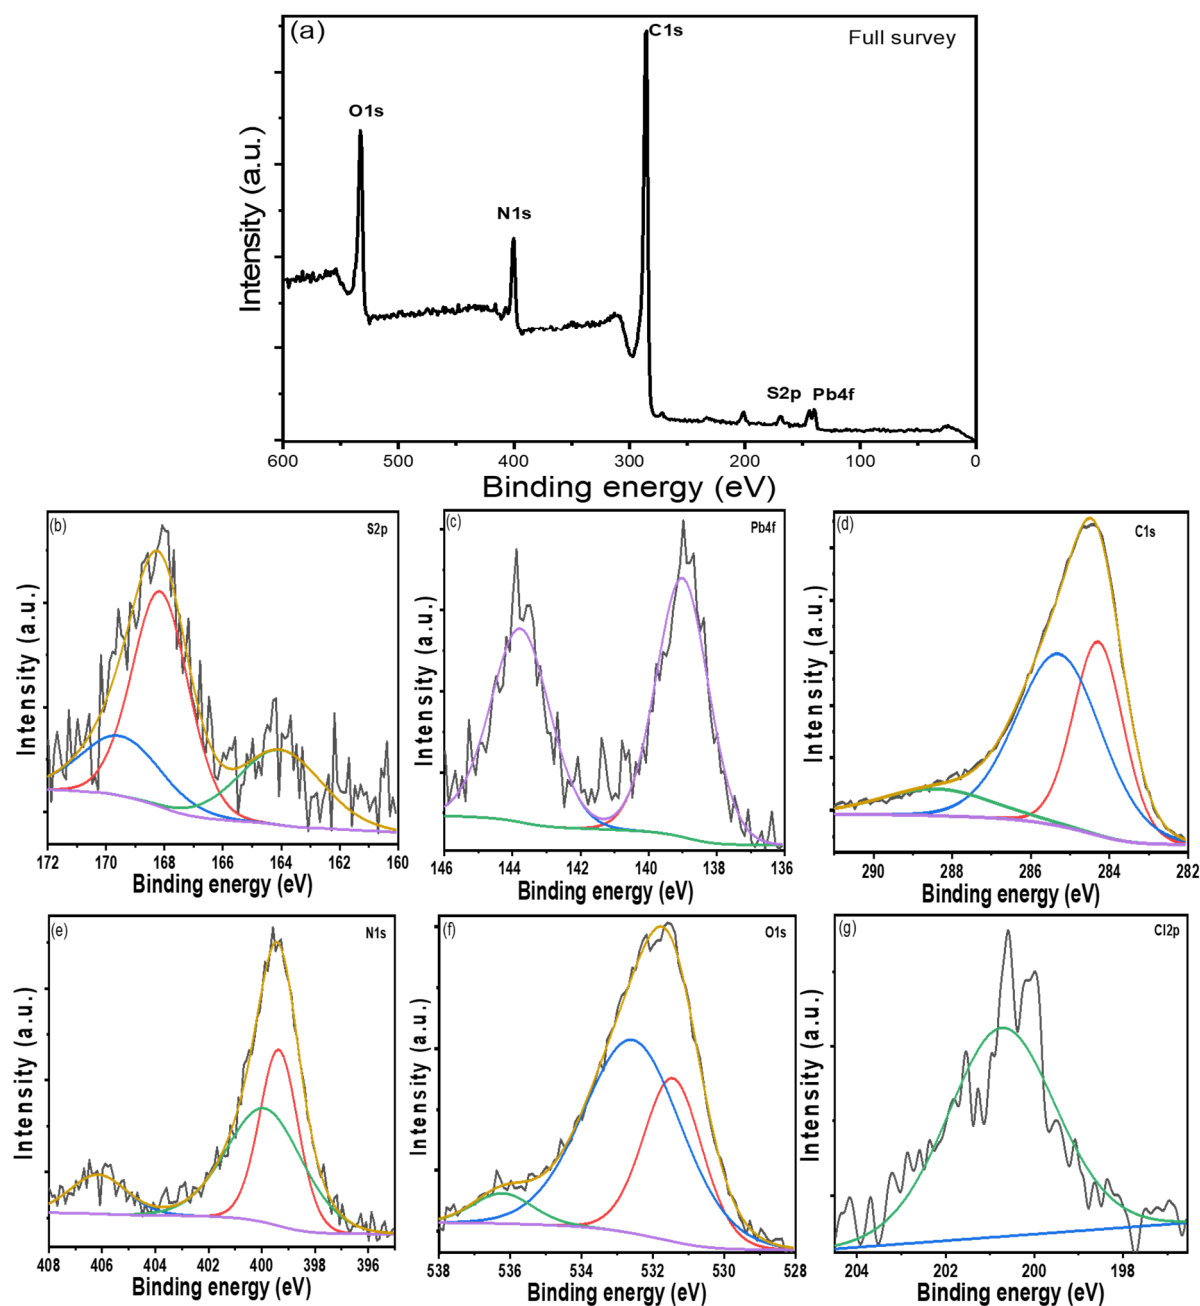 (a)
C1s
Full survey
O1s
N1s
S2p Pb4f
Intensity (a.u.)
600 500 400 300 200 100 0
Binding energy (eV)
(b)
S2p
Intensity (a.u.)
172 170 168 166 164 162 160
Binding energy (eV)
(c)
Pb4f
Intensity (a.u.)
146 144 142 140 138 136
Binding energy (eV)
(d)
C1s
Intensity (a.u.)
290 288 286 284 282
Binding energy (eV)
(e)
N1s
Intensity (a.u.)
408 406 404 402 400 398 396
Binding energy (eV)
(f)
O1s
Intensity (a.u.)
538 536 534 532 530 528
Binding energy (eV)
(g)
Cl2p
Intensity (a.u.)
204 202 200 198
Binding energy (eV)